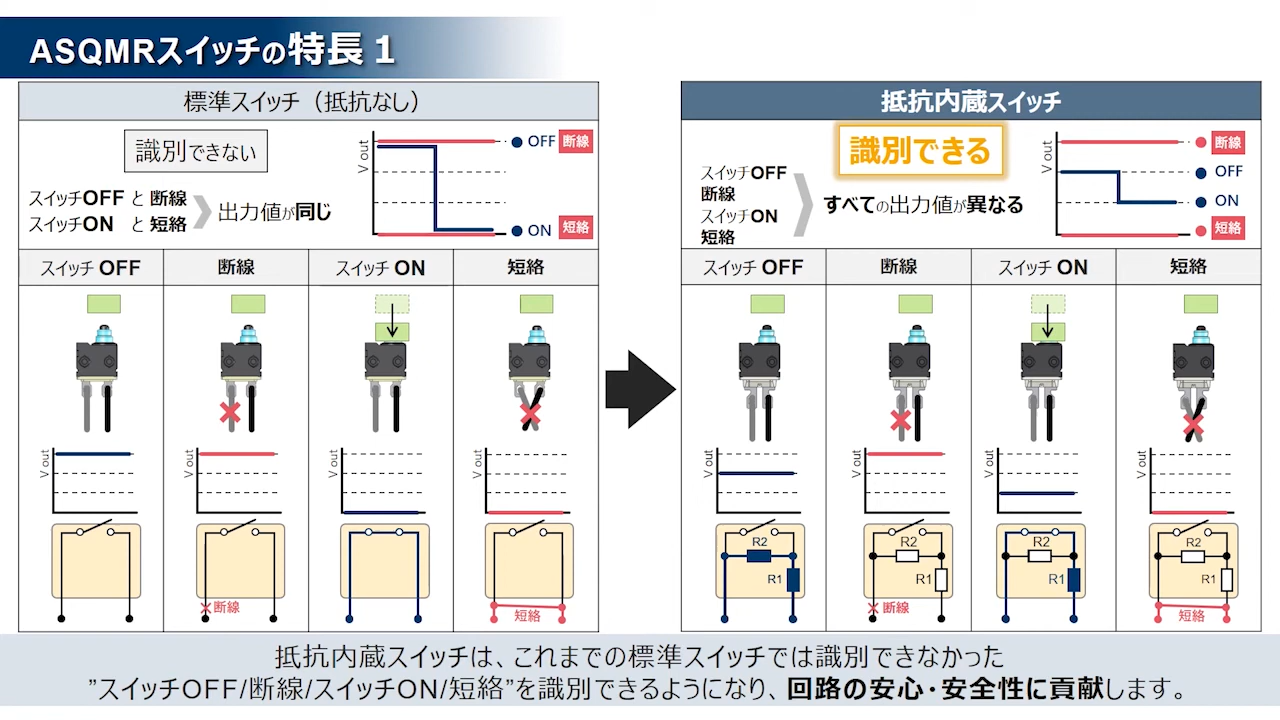 ASQMRスイッチの特長１
標準スイッチ（抵抗なし）
識別できない
スイッチOFF と 断線
スイッチON と 短絡
出力値が同じ
V out
OFF 断線
ON 短絡
スイッチ OFF
断線
スイッチ ON
短絡
V out
V out
V out
V out
断線
短絡
抵抗内蔵スイッチ
識別できる
スイッチOFF
断線
スイッチON
短絡
すべての出力値が異なる
V out
断線
OFF
ON
短絡
スイッチ OFF
断線
スイッチ ON
短絡
V out
V out
V out
V out
R2
R1
R2
R1
断線
R2
R1
R2
R1
短絡
抵抗内蔵スイッチは、これまでの標準スイッチでは識別できなかった
”スイッチOFF/断線/スイッチON/短絡”を識別できるようになり、回路の安心・安全性に貢献します。